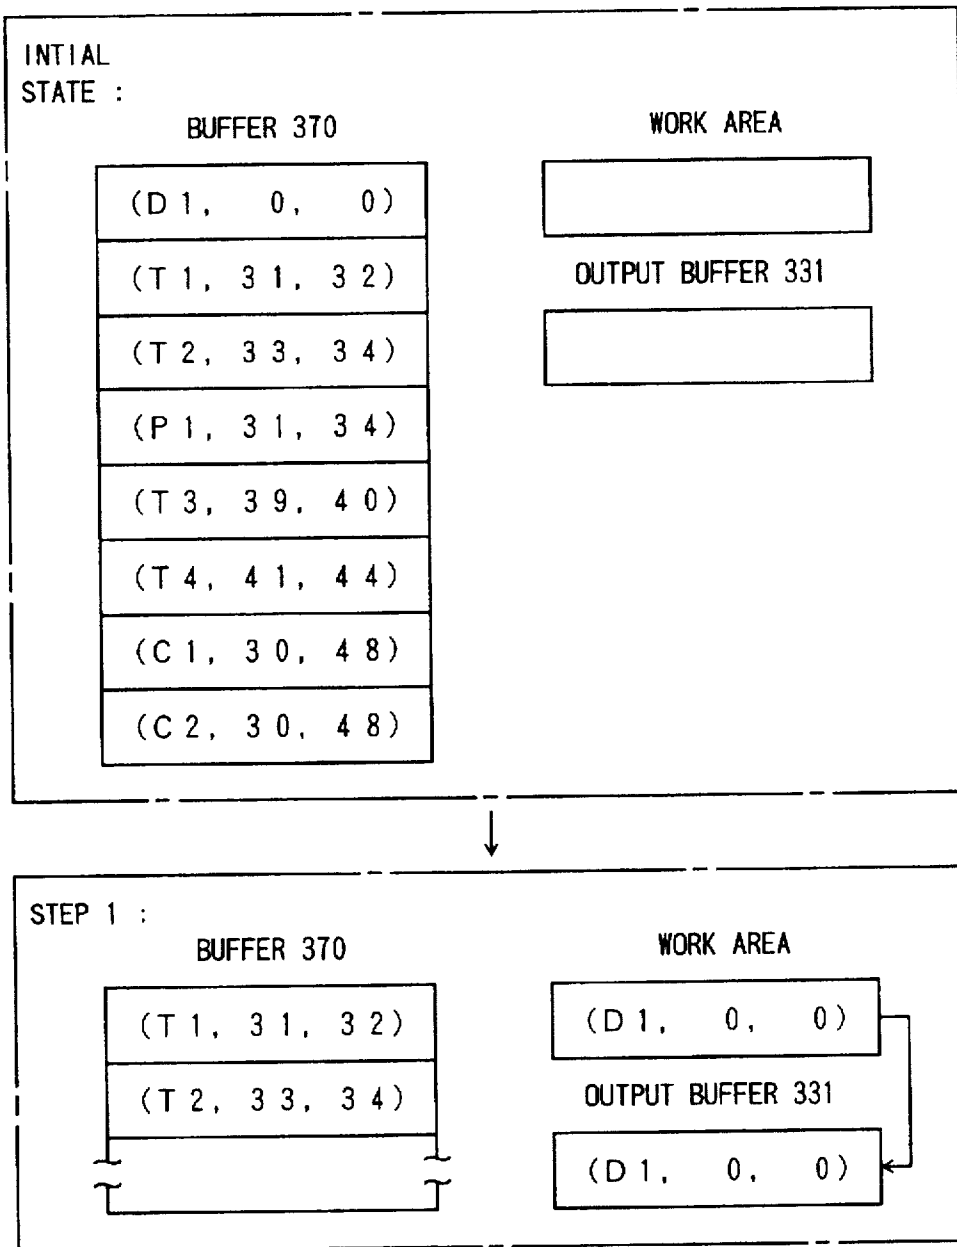 INTIAL
STATE :
BUFFER 370
WORK AREA
(D1, 0, 0)
(T1, 31, 32)
OUTPUT BUFFER 331
(T2, 33, 34)
(P1, 31, 34)
(T3, 39, 40)
(T4, 41, 44)
(C1, 30, 48)
(C2, 30, 48)
STEP 1 :
BUFFER 370
WORK AREA
(T1, 31, 32)
(D1, 0, 0)
(T2, 33, 34)
OUTPUT BUFFER 331
(D1, 0, 0)